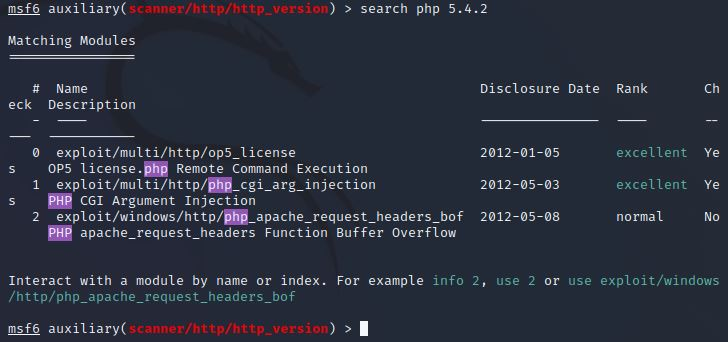 msf6 auxiliary(scanner/http/http_version) > search php 5.4.2
Matching Modules
================
# Name Disclosure Date Rank Ch
eck Description
- ---- --------------- ---- --
--- -----------
0 exploit/multi/http/op5_license 2012-01-05 excellent Ye
s OP5 license.php Remote Command Execution
1 exploit/multi/http/php_cgi_arg_injection 2012-05-03 excellent Ye
s PHP CGI Argument Injection
2 exploit/windows/http/php_apache_request_headers_bof 2012-05-08 normal No
PHP apache_request_headers Function Buffer Overflow
Interact with a module by name or index. For example info 2, use 2 or use exploit/windows
/http/php_apache_request_headers_bof
msf6 auxiliary(scanner/http/http_version) >